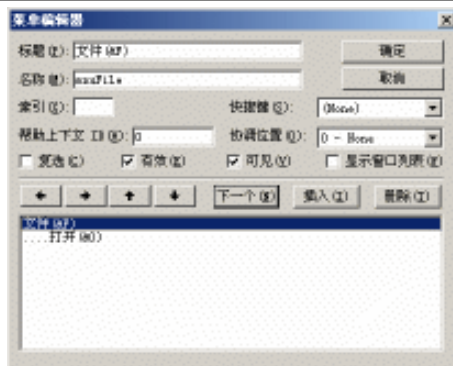 菜单编辑器
标题(P): 文件(&F) 确定
名称(M): mnuFile 取消
索引(X): 快捷键(S): (None)
帮助上下文 ID(H): 0 协调位置(O): 0 - None
复选(C) 有效(E) 可见(V) 显示窗口列表(W)
下一个(N) 插入(I) 删除(T)
文件(&F)
....打开(&O)